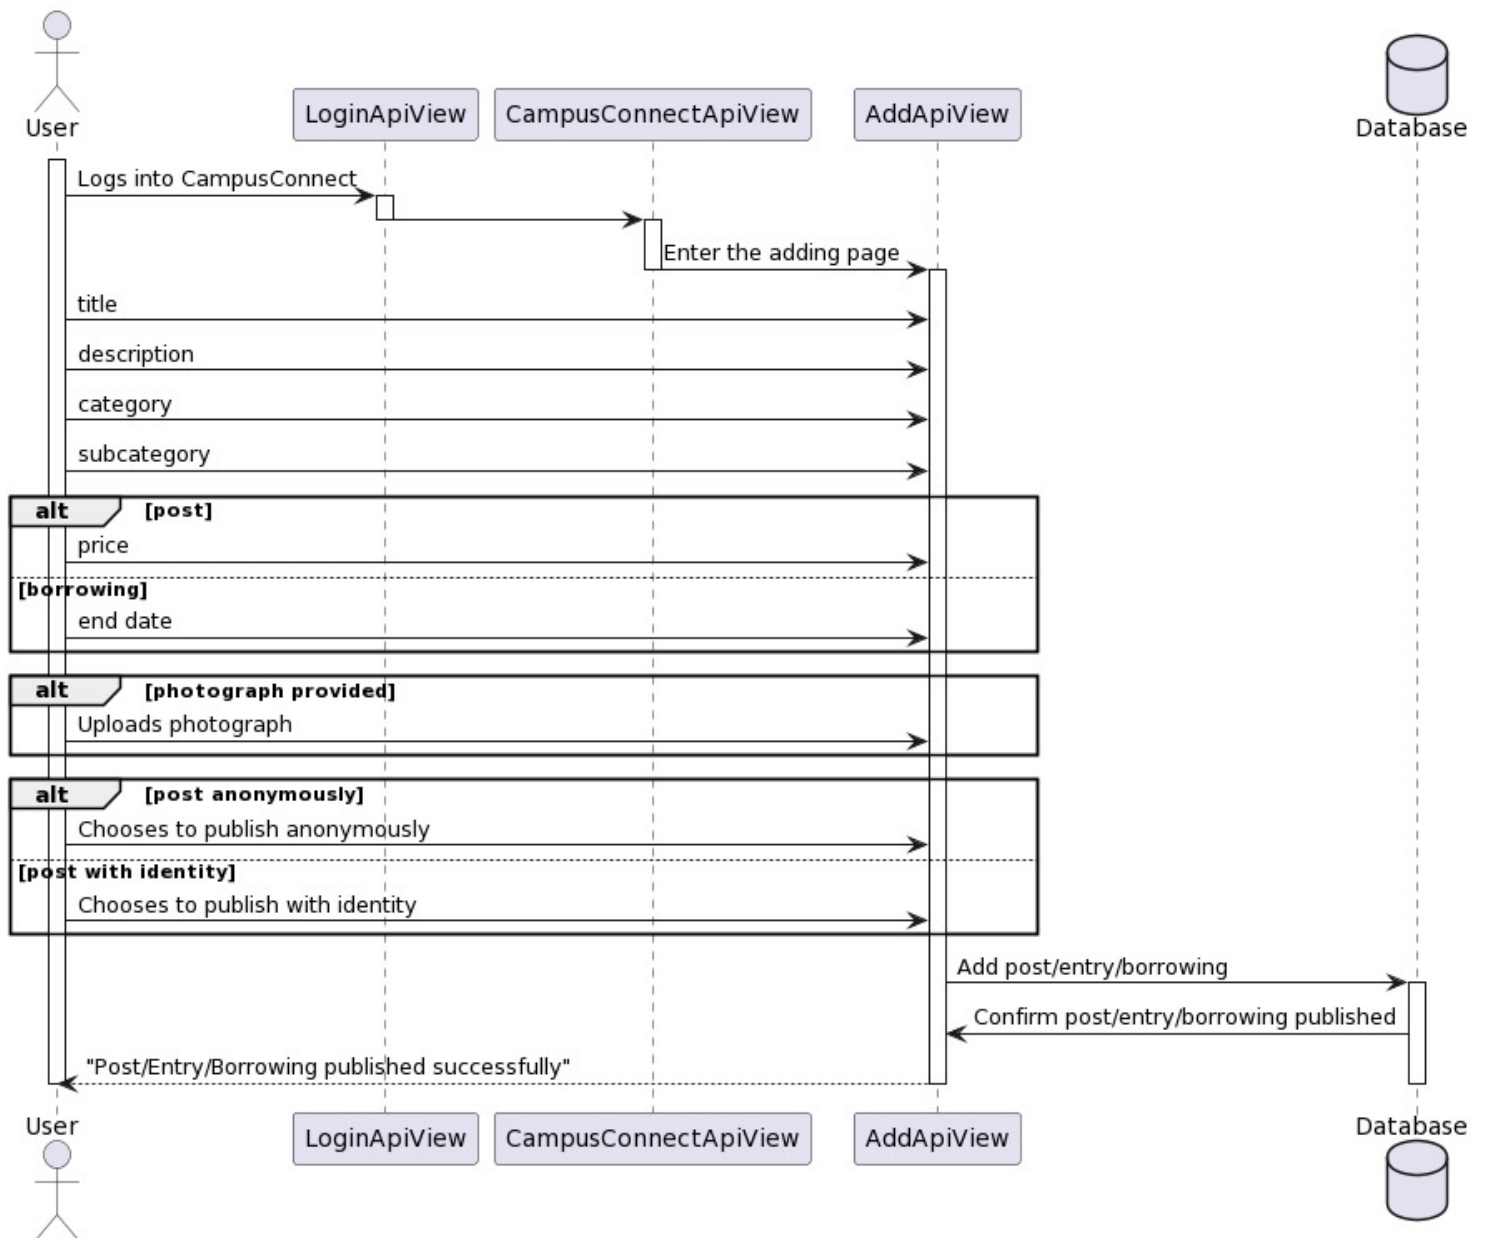 User
LoginApiView
CampusConnectApiView
AddApiView
Database
Logs into CampusConnect
Enter the adding page
title
description
category
subcategory
alt [post]
price
[borrowing]
end date
alt [photograph provided]
Uploads photograph
alt [post anonymously]
Chooses to publish anonymously
[post with identity]
Chooses to publish with identity
Add post/entry/borrowing
Confirm post/entry/borrowing published
"Post/Entry/Borrowing published successfully"
User
LoginApiView
CampusConnectApiView
AddApiView
Database